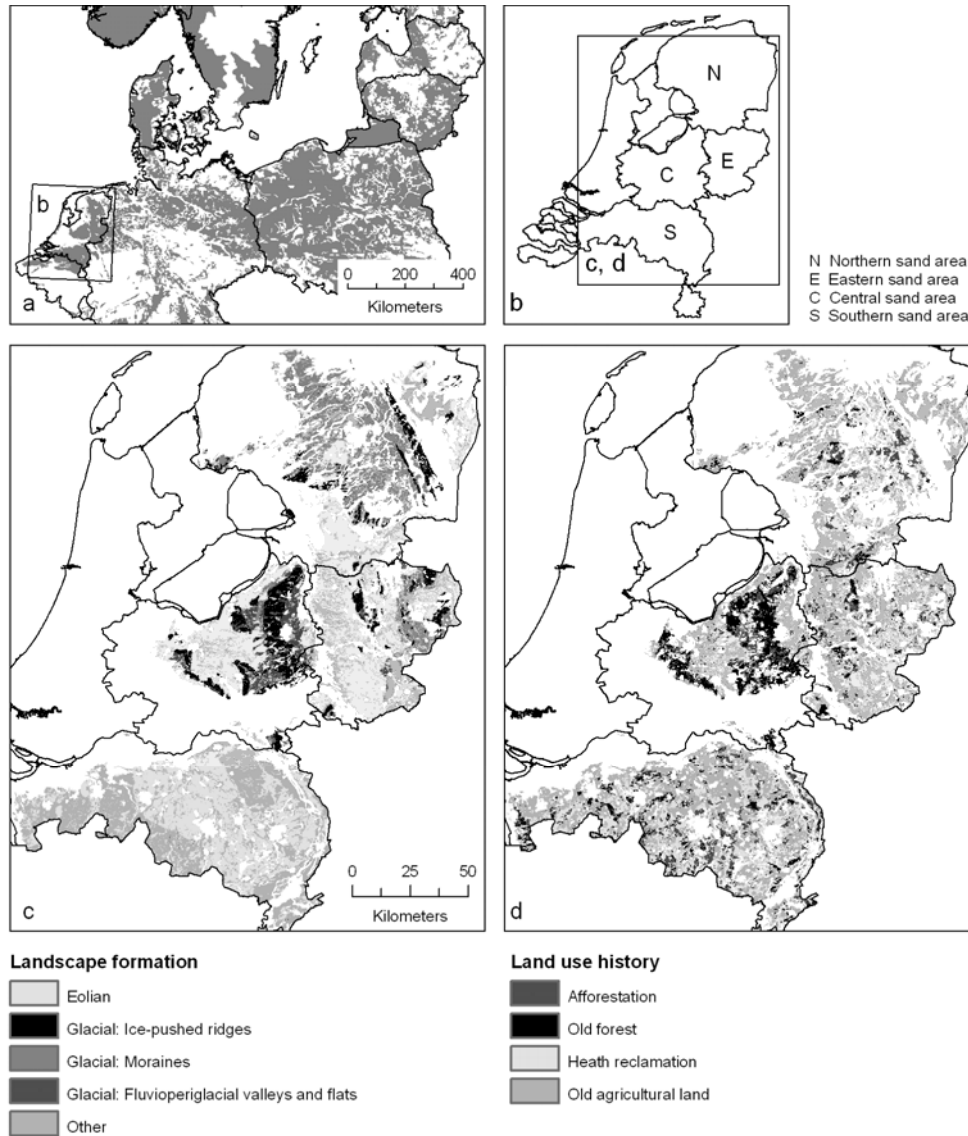 b
0 200 400
Kilometers
a
N
E
C
S
c, d
b
N Northern sand area
E Eastern sand area
C Central sand area
S Southern sand area
0 25 50
Kilometers
c
d
Landscape formation
Eolian
Glacial: Ice-pushed ridges
Glacial: Moraines
Glacial: Fluvioperiglacial valleys and flats
Other
Land use history
Afforestation
Old forest
Heath reclamation
Old agricultural land